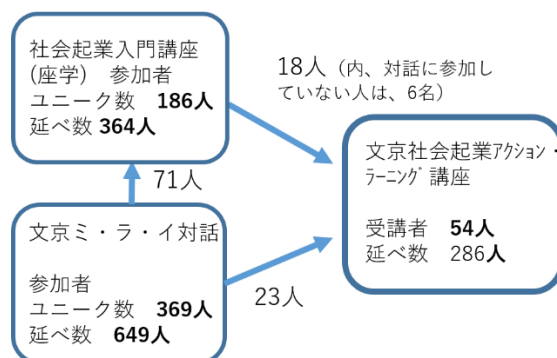 社会起業入門講座
(座学) 参加者
ユニーク数 186人
延べ数 364人
18人（内、対話に参加し
ていない人は、6名）
71人
文京ミ・ラ・イ対話
参加者
ユニーク数 369人
延べ数 649人
23人
文京社会起業ｱｸｼｮﾝ・
ﾗｰﾆﾝｸﾞ講座
受講者 54人
延べ数 286人